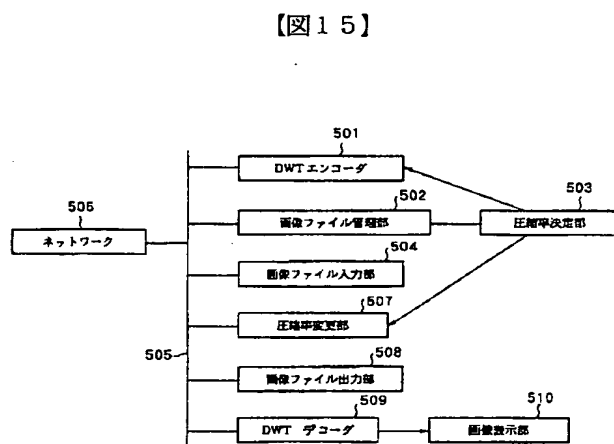 【図15】
501
DWTエンコーダ
502
503
506
画像ファイル管理部
圧縮率決定部
ネットワーク
504
画像ファイル入力部
507
圧縮率変更部
505
508
画像ファイル出力部
509
510
DWT デコーダ
画像表示部